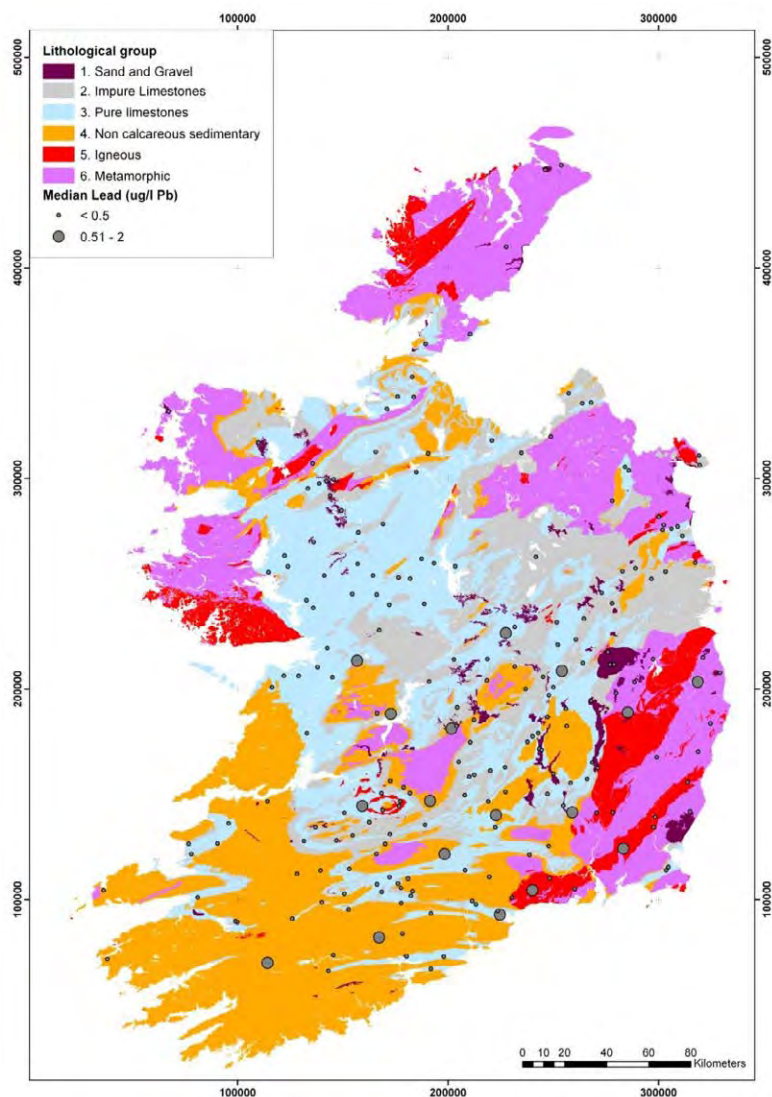 100000 200000 300000
500000
400000
300000
200000
100000
Lithological group
1. Sand and Gravel
2. Impure Limestones
3. Pure limestones
4. Non calcareous sedimentary
5. Igneous
6. Metamorphic
Median Lead (ug/l Pb)
< 0.5
0.51 - 2
500000
400000
300000
200000
100000
0 10 20 40 60 80
Kilometers
100000 200000 300000